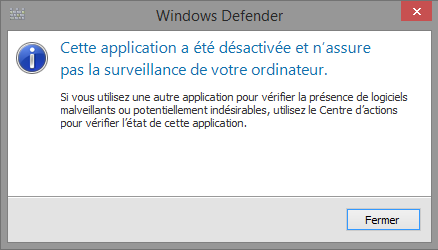 Windows Defender
Cette application a été désactivée et n'assure
pas la surveillance de votre ordinateur.
Si vous utilisez une autre application pour vérifier la présence de logiciels
malveillants ou potentiellement indésirables, utilisez le Centre d'actions
pour vérifier l'état de cette application.
Fermer